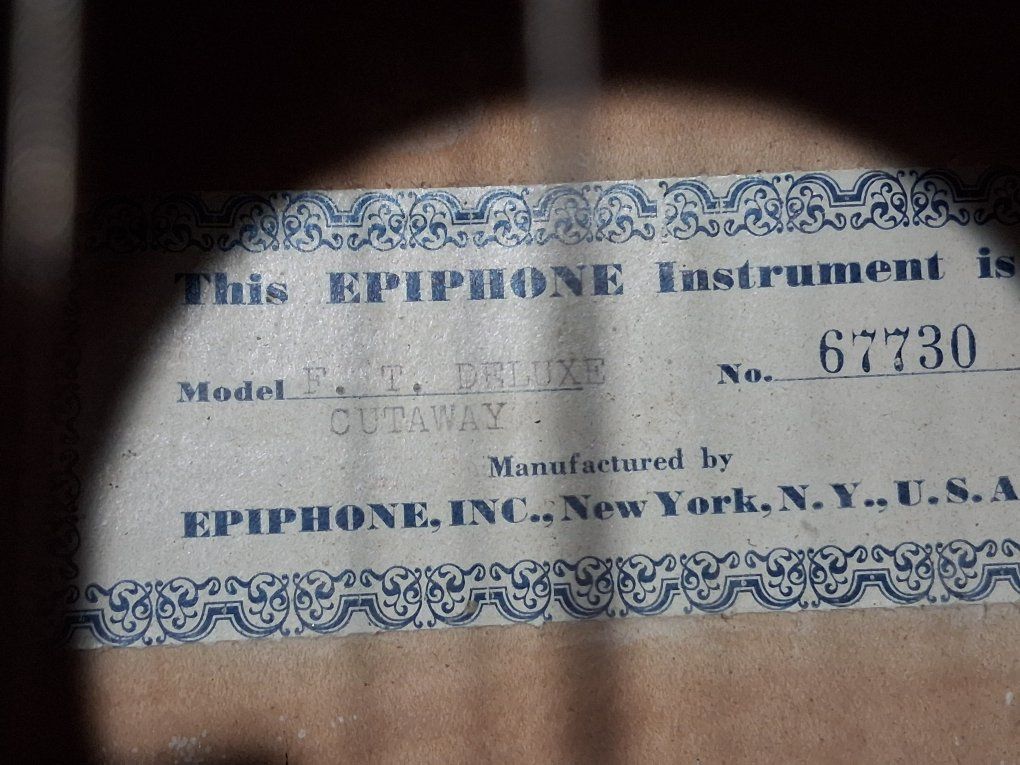 This EPIPHONE Instrument is
Model F. T. DELUXE No. 67730
CUTAWAY
Manufactured by
EPIPHONE, INC., New York, N. Y., U. S. A